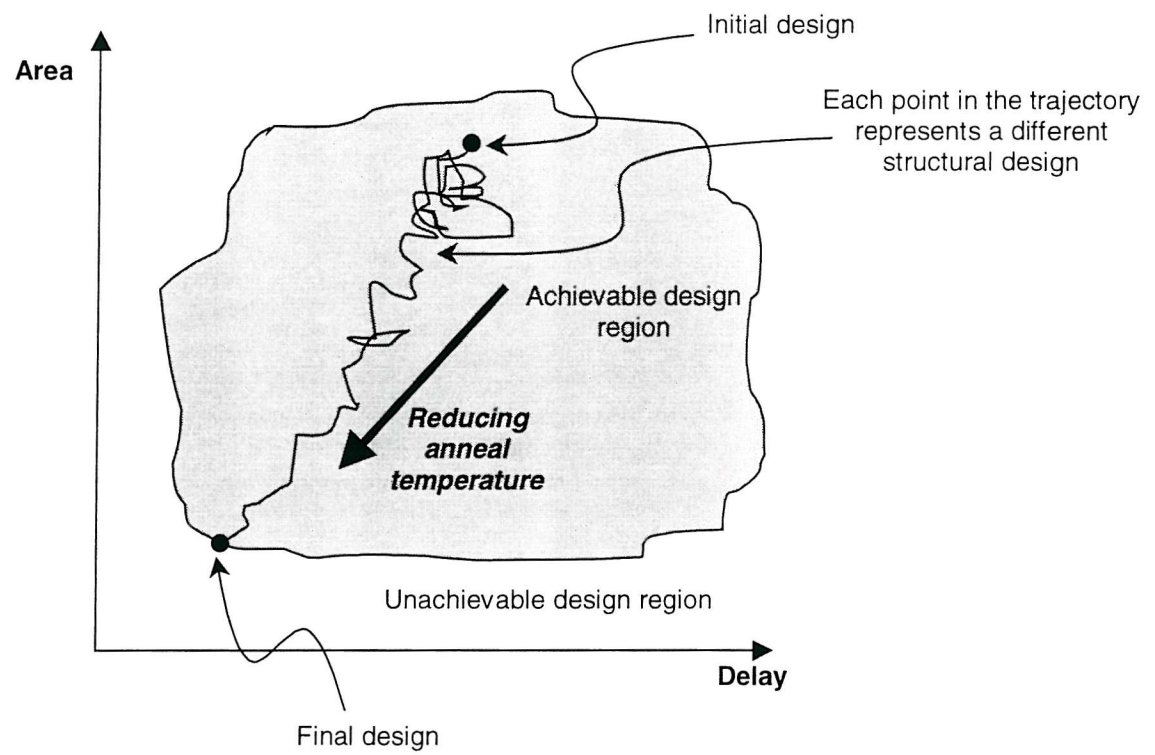 Initial design
Area
Each point in the trajectory
represents a different
structural design
Achievable design
region
Reducing
anneal
temperature
Unachievable design region
Delay
Final design